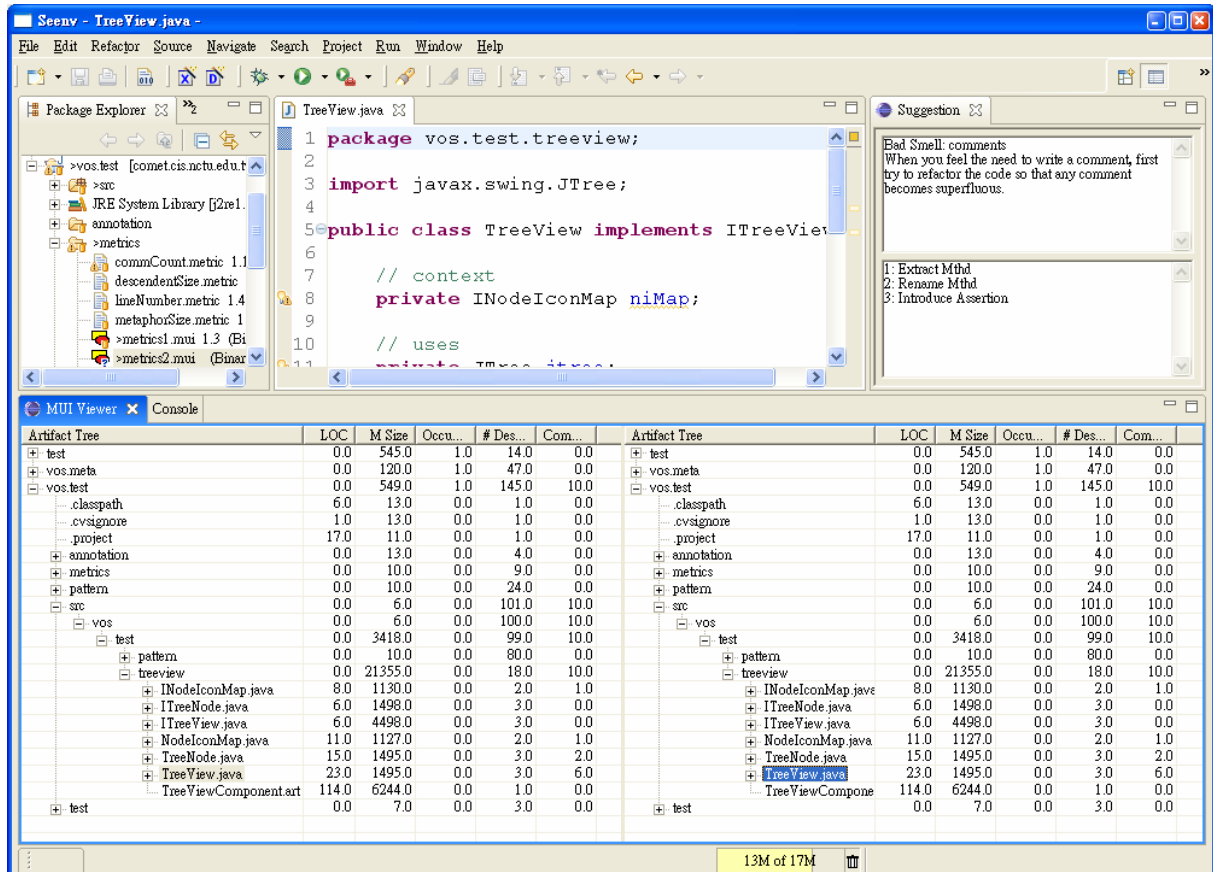 Seenv - TreeView.java -
File Edit Refactor Source Navigate Search Project Run Window Help
Package Explorer 2
>vos.test [comet.cis.nctu.edu.t
>src
JRE System Library [j2re1.
annotation
>metrics
commCount.metric 1.1
descendentSize.metric
lineNumber.metric 1.4
metaphorSize.metric 1
>metrics1.mui 1.3 (Bi
>metrics2.mui (Binar
TreeView.java
1 package vos.test.treeview;
2
3 import javax.swing.JTree;
4
5 public class TreeView implements ITreeView
6
7 // context
8 private INodeIconMap niMap;
9
10 // uses
11 private JTree jtree;
Suggestion
Bad Smell: comments
When you feel the need to write a comment, first
try to refactor the code so that any comment
becomes superfluous.
1: Extract Mthd
2: Rename Mthd
3: Introduce Assertion
MUI Viewer Console
Artifact Tree LOC M Size Occu... # Des... Com...
test 0.0 545.0 1.0 14.0 0.0
vos.meta 0.0 120.0 1.0 47.0 0.0
vos.test 0.0 549.0 1.0 145.0 10.0
.classpath 6.0 13.0 0.0 1.0 0.0
.cvsignore 1.0 13.0 0.0 1.0 0.0
.project 17.0 11.0 0.0 1.0 0.0
annotation 0.0 13.0 0.0 4.0 0.0
metrics 0.0 10.0 0.0 9.0 0.0
pattern 0.0 10.0 0.0 24.0 0.0
src 0.0 6.0 0.0 101.0 10.0
vos 0.0 6.0 0.0 100.0 10.0
test 0.0 3418.0 0.0 99.0 10.0
pattern 0.0 10.0 0.0 80.0 0.0
treeview 0.0 21355.0 0.0 18.0 10.0
INodeIconMap.java 8.0 1130.0 0.0 2.0 1.0
ITreeNode.java 6.0 1498.0 0.0 3.0 0.0
ITreeView.java 6.0 4498.0 0.0 3.0 0.0
NodeIconMap.java 11.0 1127.0 0.0 2.0 1.0
TreeNode.java 15.0 1495.0 0.0 3.0 2.0
TreeView.java 23.0 1495.0 0.0 3.0 6.0
TreeViewComponent.art 114.0 6244.0 0.0 1.0 0.0
test 0.0 7.0 0.0 3.0 0.0
Artifact Tree LOC M Size Occu... # Des... Com...
test 0.0 545.0 1.0 14.0 0.0
vos.meta 0.0 120.0 1.0 47.0 0.0
vos.test 0.0 549.0 1.0 145.0 10.0
.classpath 6.0 13.0 0.0 1.0 0.0
.cvsignore 1.0 13.0 0.0 1.0 0.0
.project 17.0 11.0 0.0 1.0 0.0
annotation 0.0 13.0 0.0 4.0 0.0
metrics 0.0 10.0 0.0 9.0 0.0
pattern 0.0 10.0 0.0 24.0 0.0
src 0.0 6.0 0.0 101.0 10.0
vos 0.0 6.0 0.0 100.0 10.0
test 0.0 3418.0 0.0 99.0 10.0
pattern 0.0 10.0 0.0 80.0 0.0
treeview 0.0 21355.0 0.0 18.0 10.0
INodeIconMap.java 8.0 1130.0 0.0 2.0 1.0
ITreeNode.java 6.0 1498.0 0.0 3.0 0.0
ITreeView.java 6.0 4498.0 0.0 3.0 0.0
NodeIconMap.java 11.0 1127.0 0.0 2.0 1.0
TreeNode.java 15.0 1495.0 0.0 3.0 2.0
TreeView.java 23.0 1495.0 0.0 3.0 6.0
TreeViewCompone 114.0 6244.0 0.0 1.0 0.0
test 0.0 7.0 0.0 3.0 0.0
13M of 17M